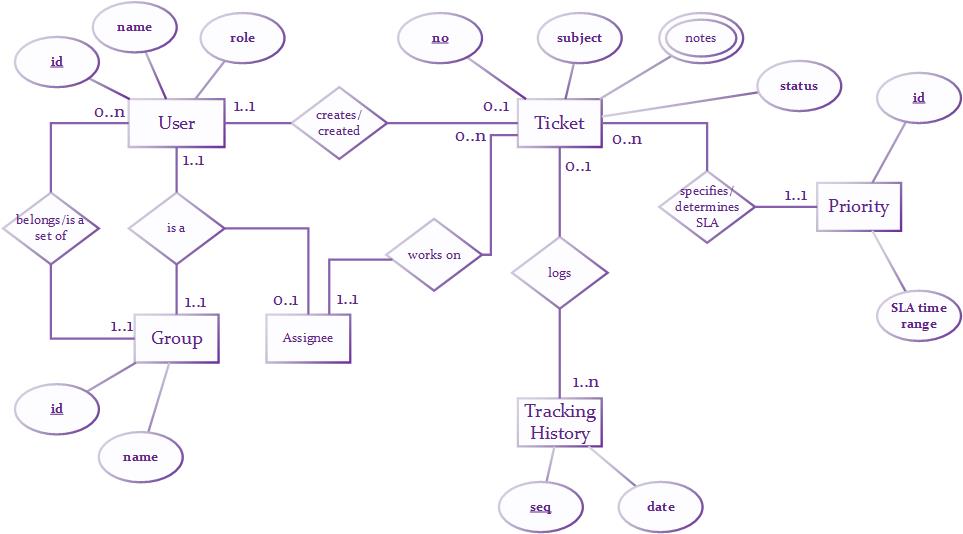 name
role
no
subject
notes
id
status
id
0..n
1..1
0..1
User
creates/
created
Ticket
0..n
0..n
1..1
0..1
specifies/
determines
SLA
1..1
Priority
belongs/is a
set of
is a
works on
logs
1..1
1..1
0..1
1..1
SLA time
range
Group
Assignee
1..n
id
Tracking
History
name
seq
date